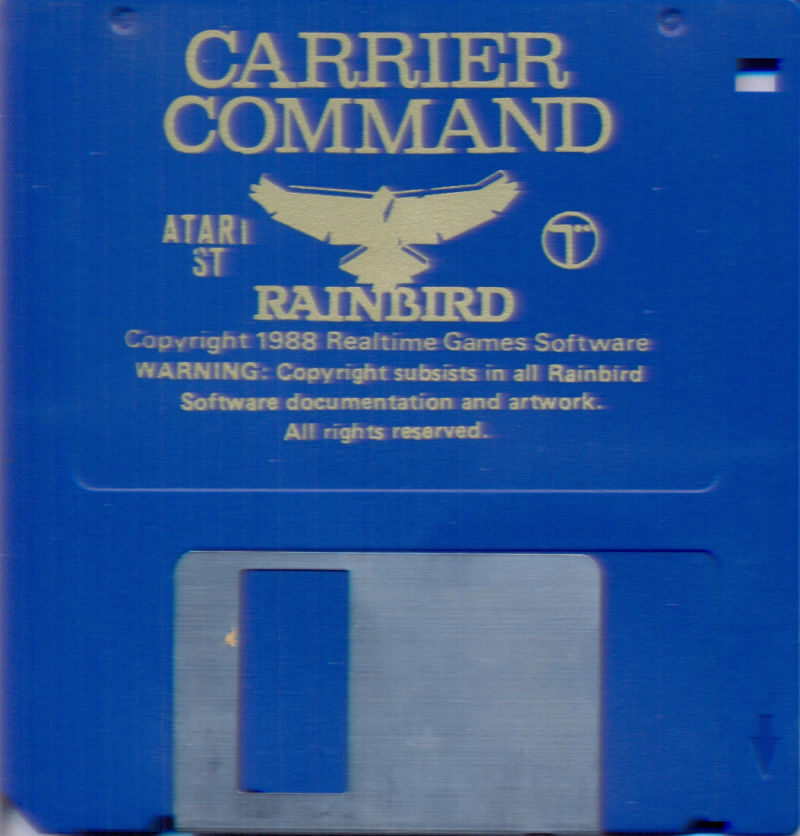 CARRIER
COMMAND
ATARI
ST
RAINBIRD
Copyright 1988 Realtime Games Software
WARNING: Copyright subsists in all Rainbird
Software documentation and artwork.
All rights reserved.